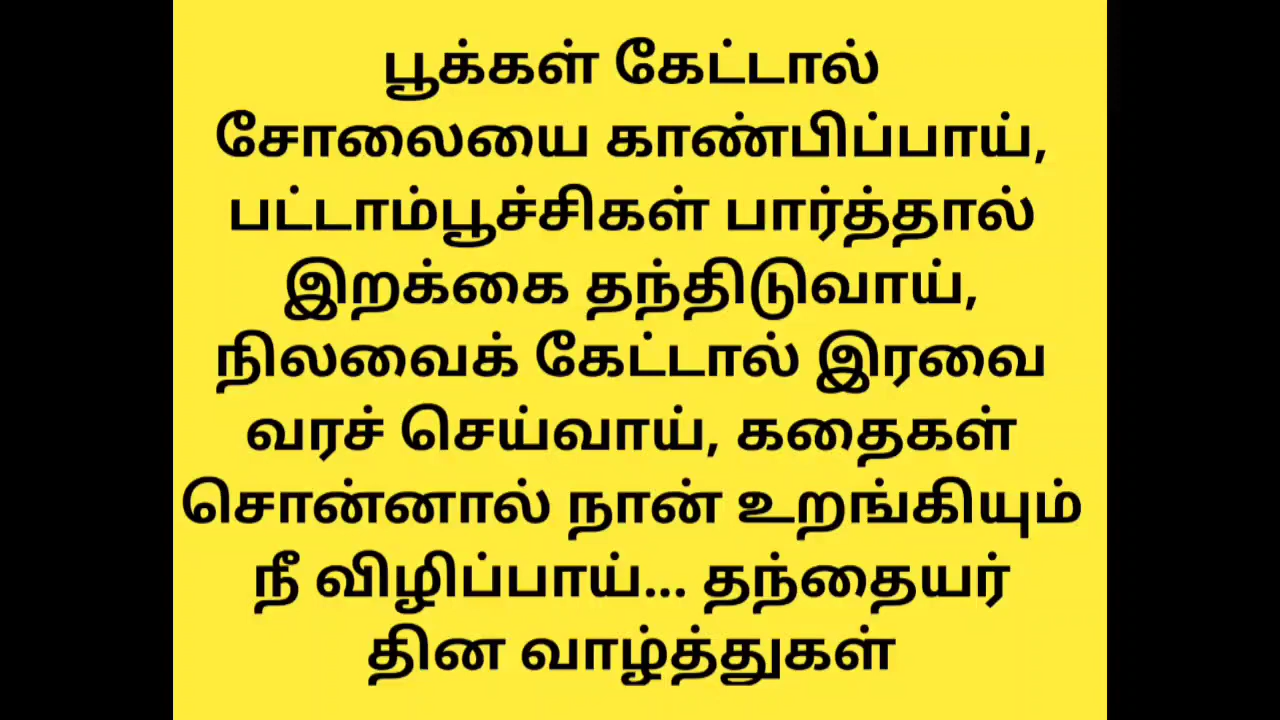 பூக்கள் கேட்டால்
சோலையை காண்பிப்பாய்,
பட்டாம்பூச்சிகள் பார்த்தால்
இறக்கை தந்திடுவாய்,
நிலவைக் கேட்டால் இரவை
வரச் செய்வாய், கதைகள்
சொன்னால் நான் உறங்கியும்
நீ விழிப்பாய்... தந்தையர்
தின வாழ்த்துகள்